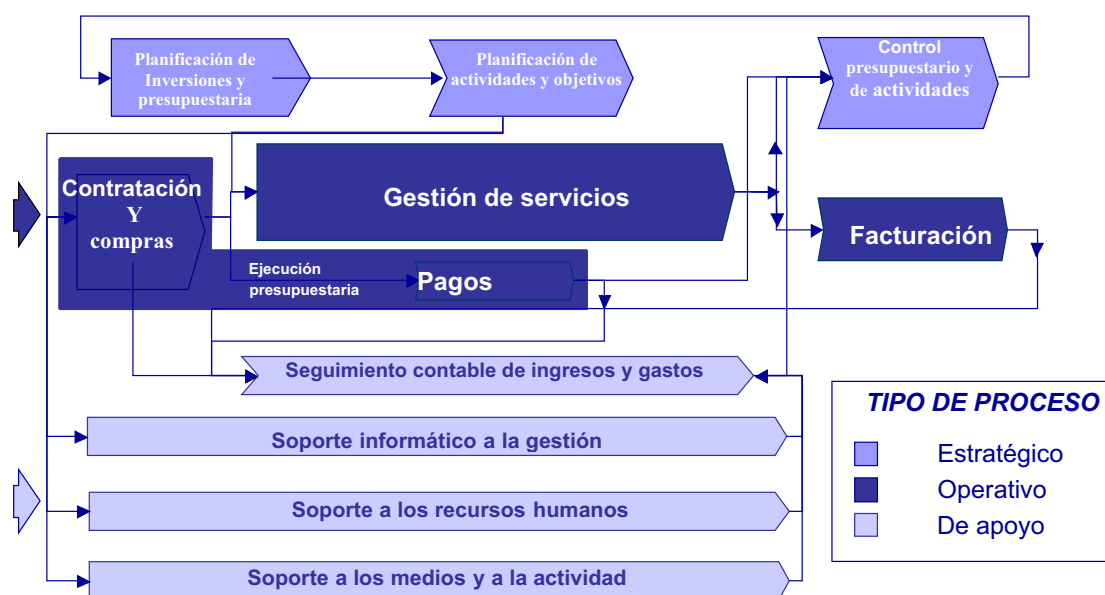 Planificación de
Inversiones y
presupuestaria
Planificación de
actividades y objetivos
Control
presupuestario y
de actividades
Contratación
Y
compras
Gestión de servicios
Facturación
Ejecución
presupuestaria
Pagos
Seguimiento contable de ingresos y gastos
Soporte informático a la gestión
Soporte a los recursos humanos
Soporte a los medios y a la actividad
TIPO DE PROCESO
Estratégico
Operativo
De apoyo